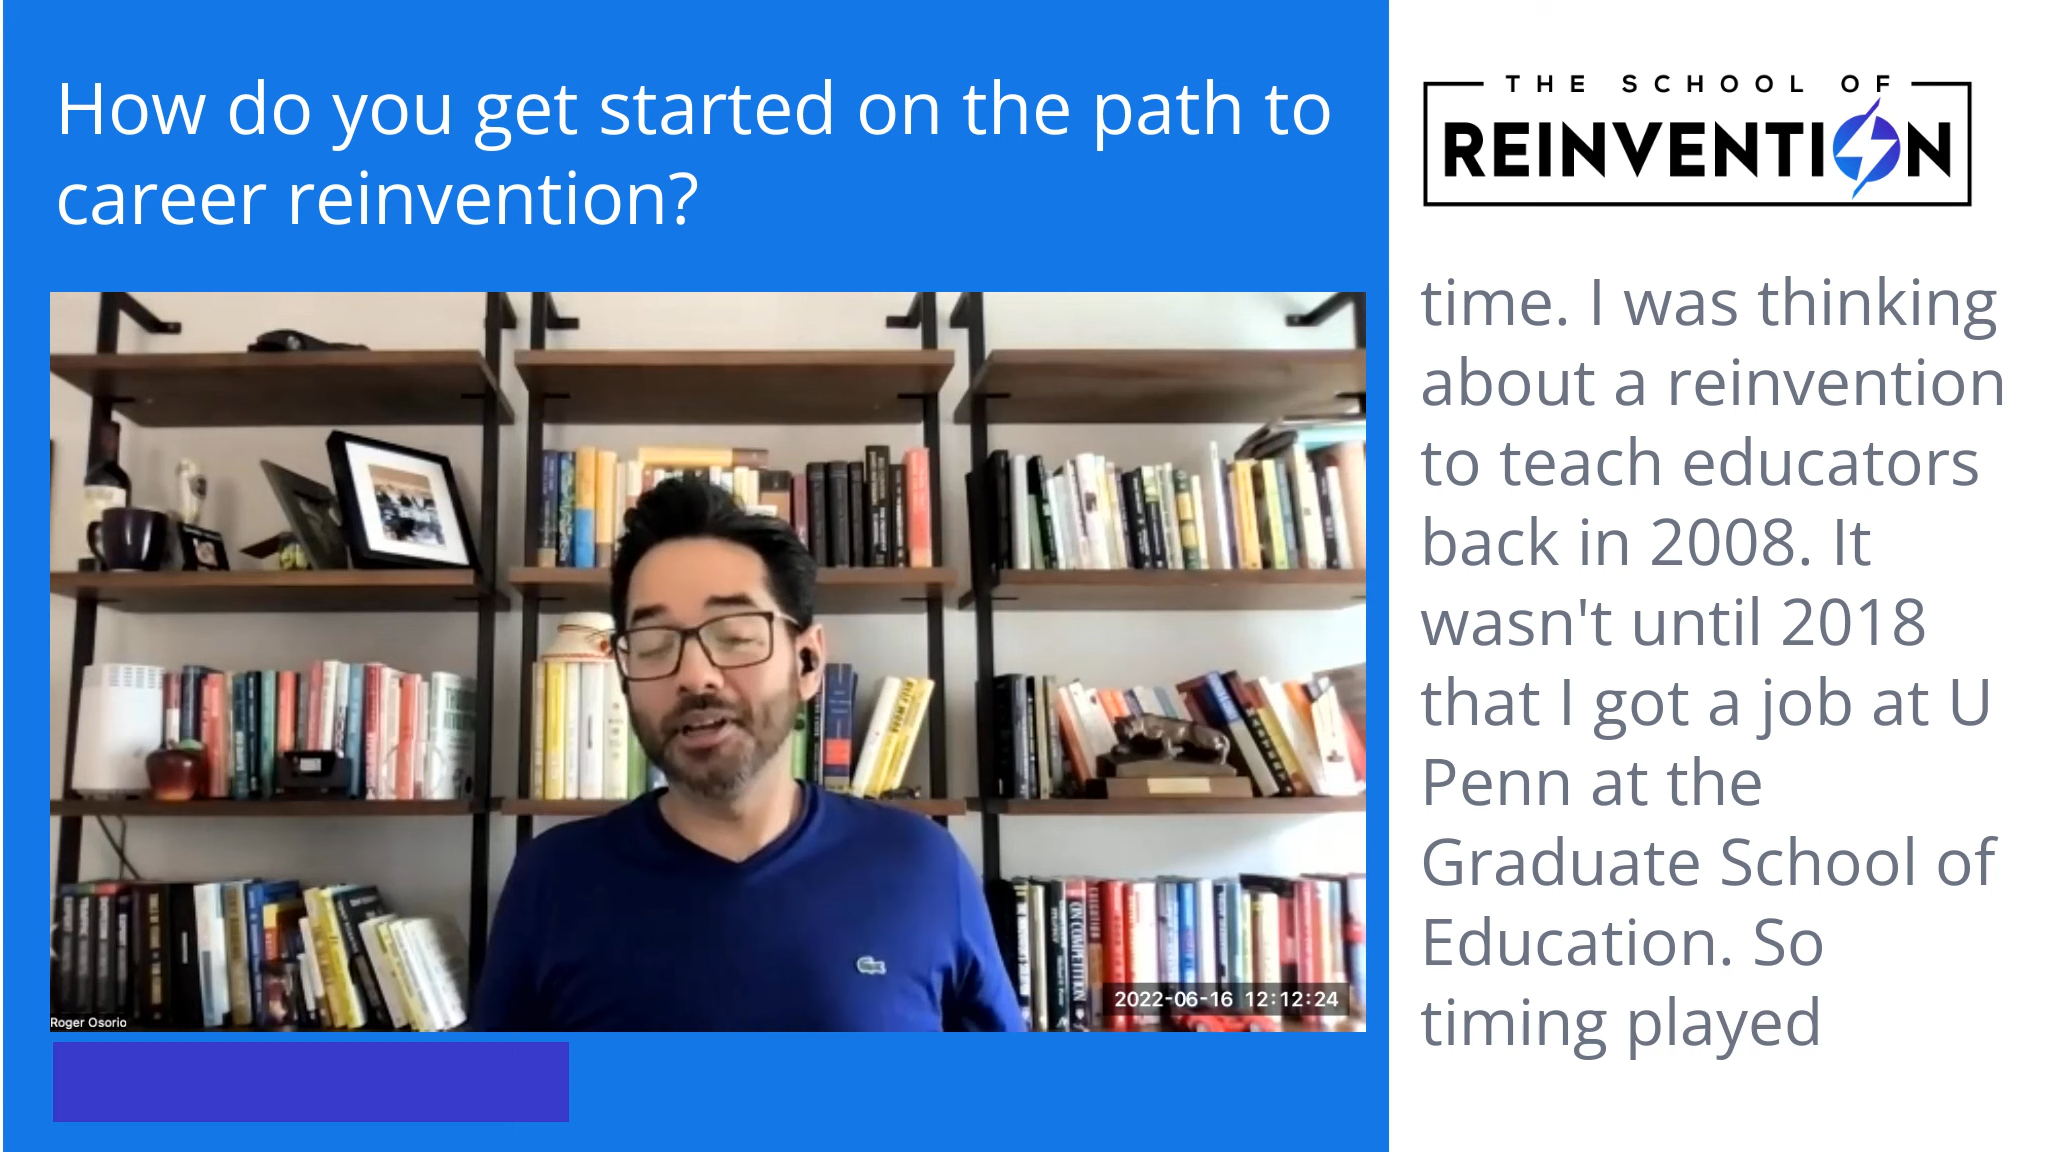 How do you get started on the path to
career reinvention?
THE SCHOOL OF
REINVENTION
time. I was thinking
about a reinvention
to teach educators
back in 2008. It
wasn't until 2018
that I got a job at U
Penn at the
Graduate School of
Education. So
timing played
ON COMPETITION
2022-06-16 12:12:24
Roger Osorio